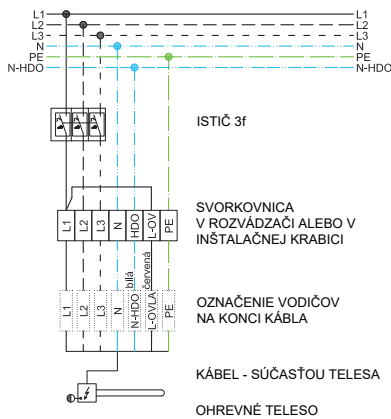 L1 L1
L2 L2
L3 L3
N N
PE PE
N-HDO N-HDO
ISTIČ 3f
SVORKOVNICA
V ROZVÁDZAČI ALEBO V
INŠTALAČNEJ KRABICI
L1 L2 L3 N HDO L-OV PE
bílá červená
OZNAČENIE VODIČOV
NA KONCI KÁBLA
L1 L2 L3 N N-HDO L-OVLA PE
KÁBEL - SÚČASŤOU TELESA
OHREVNÉ TELESO